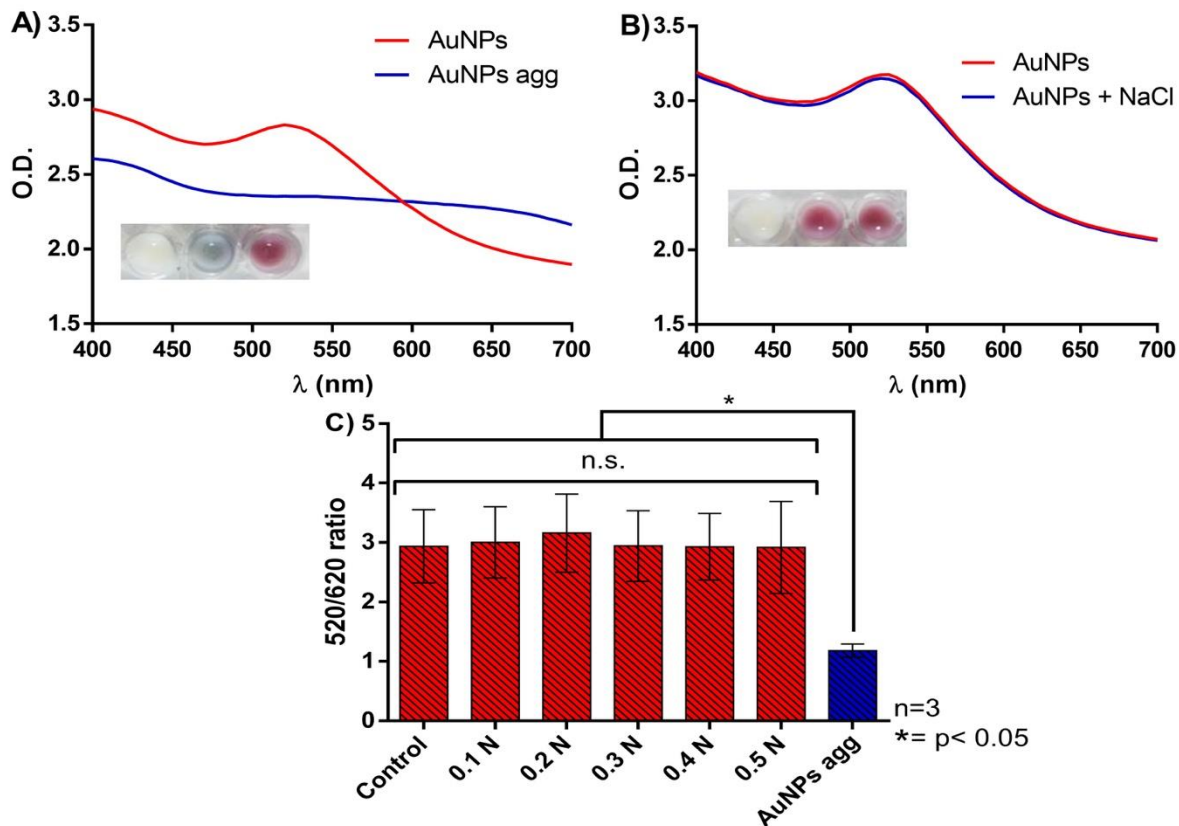 A)
3.5
3.0
2.5
2.0
1.5
O.D.
AuNPs
AuNPs agg
400 450 500 550 600 650 700
λ (nm)
B)
3.5
3.0
2.5
2.0
1.5
O.D.
AuNPs
AuNPs + NaCl
400 450 500 550 600 650 700
λ (nm)
C)
5
4
3
2
1
0
520/620 ratio
*
n.s.
Control 0.1 N 0.2 N 0.3 N 0.4 N 0.5 N AuNPs agg
n=3
*= p< 0.05